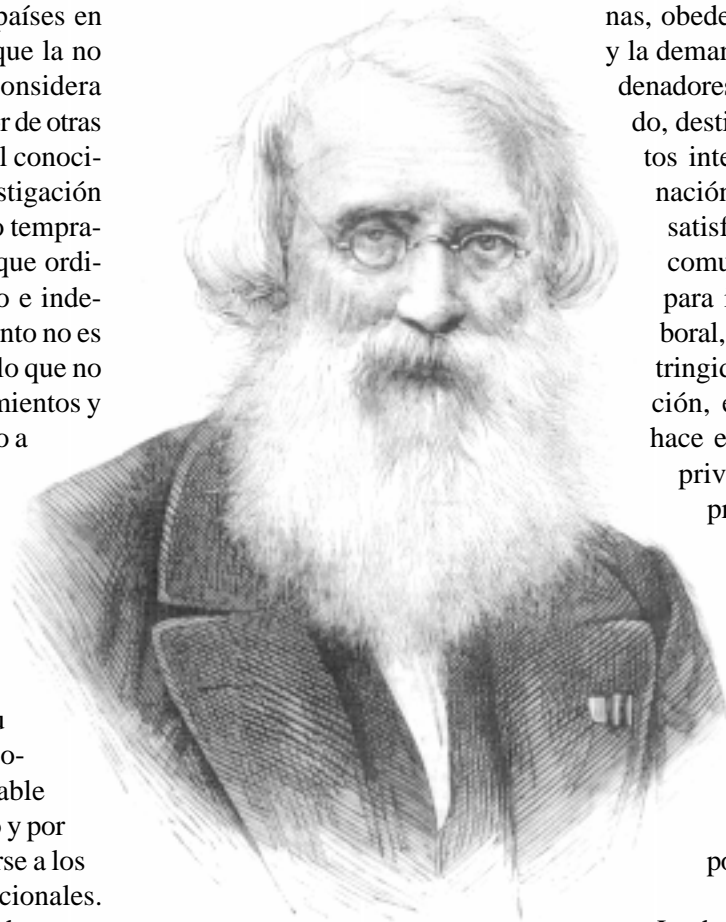 países en
que la no
onsidera
r de otras
l conoci-
stigación
o tempra-
que ordi-
o e inde-
nto no es
lo que no
mientos y
o a
o-
able
o y por
rse a los
cionales.
nas, obede
y la deman
denadores
do, desti
tos inte
nación
satisf
comu
para
boral,
tringid
ción, e
hace e
priv
pr
po